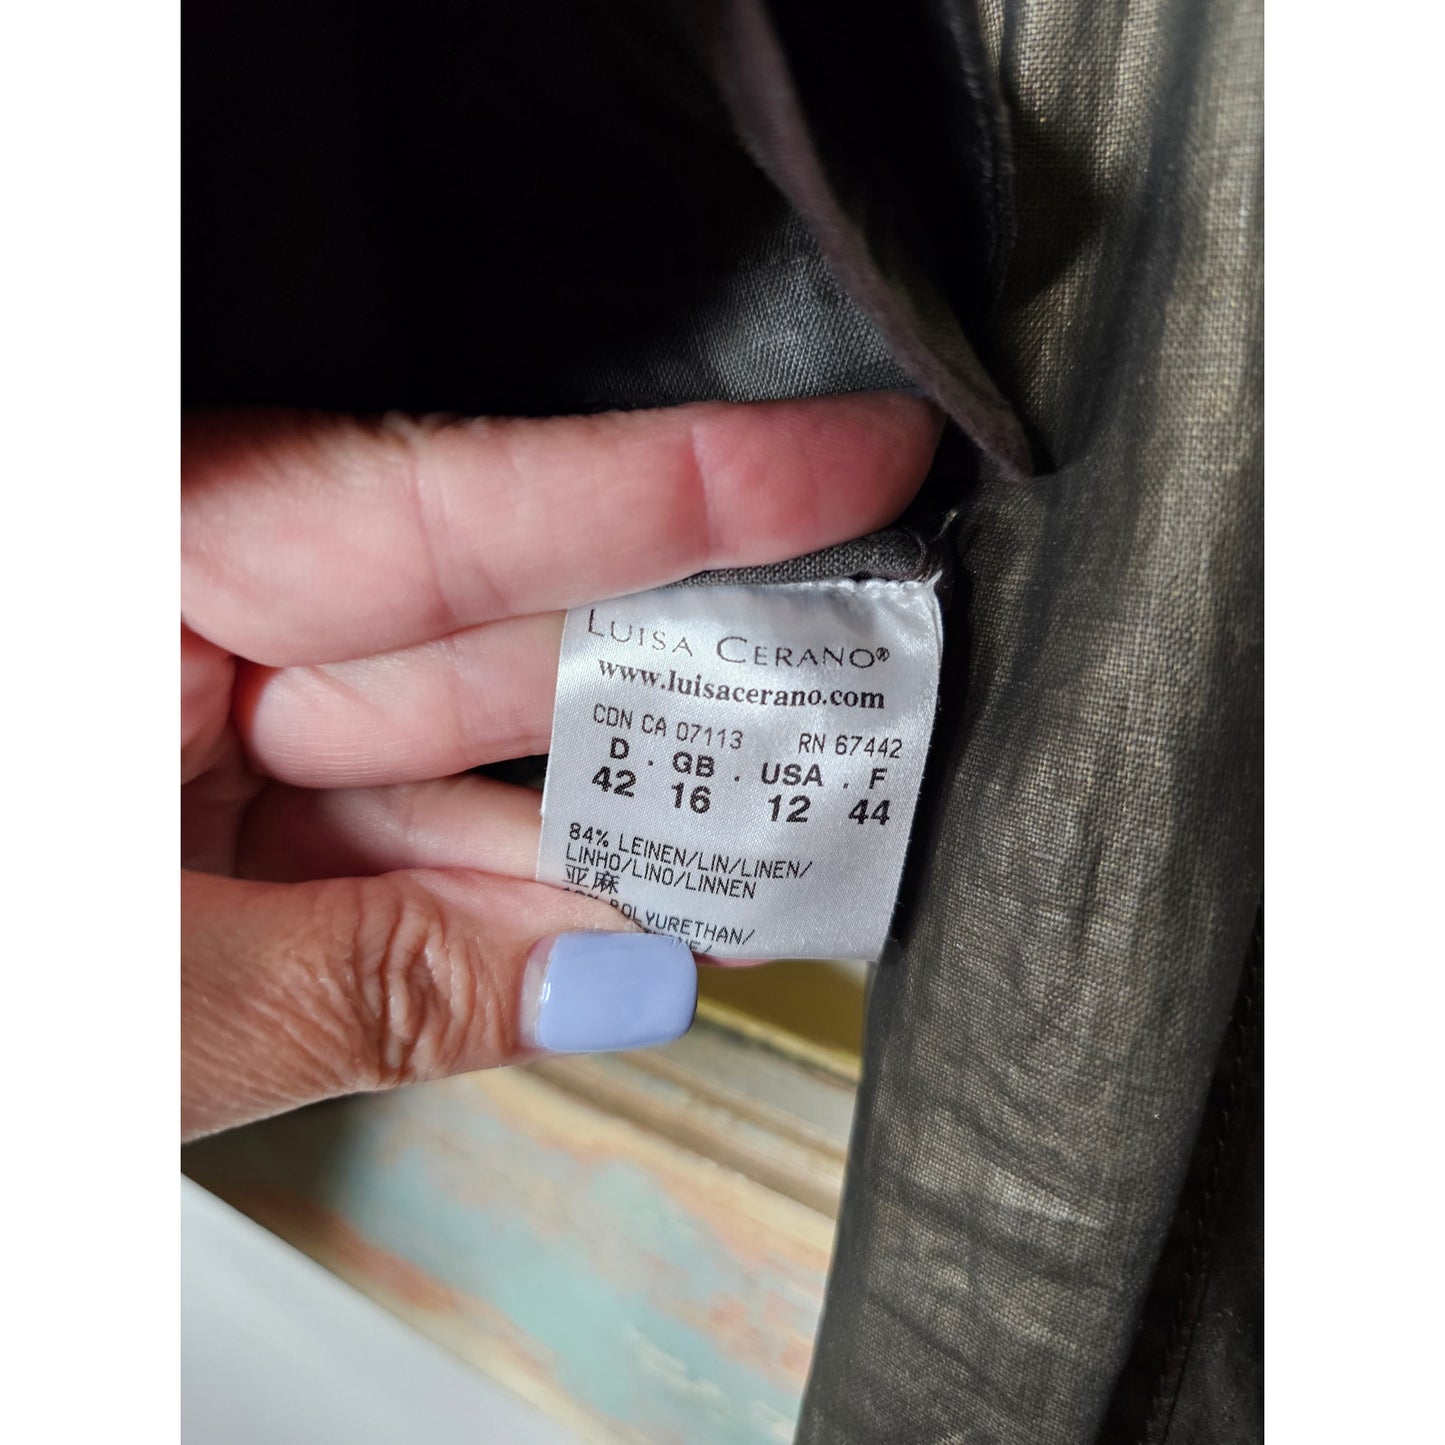 LUISA CERANO®
www.luisacerano.com
CDN CA 07113 RN 67442
D . GB . USA . F
42 16 12 44
84% LEINEN/LIN/LINEN/
LINHO/LINO/LINNEN
亚麻
POLYURETHAN/